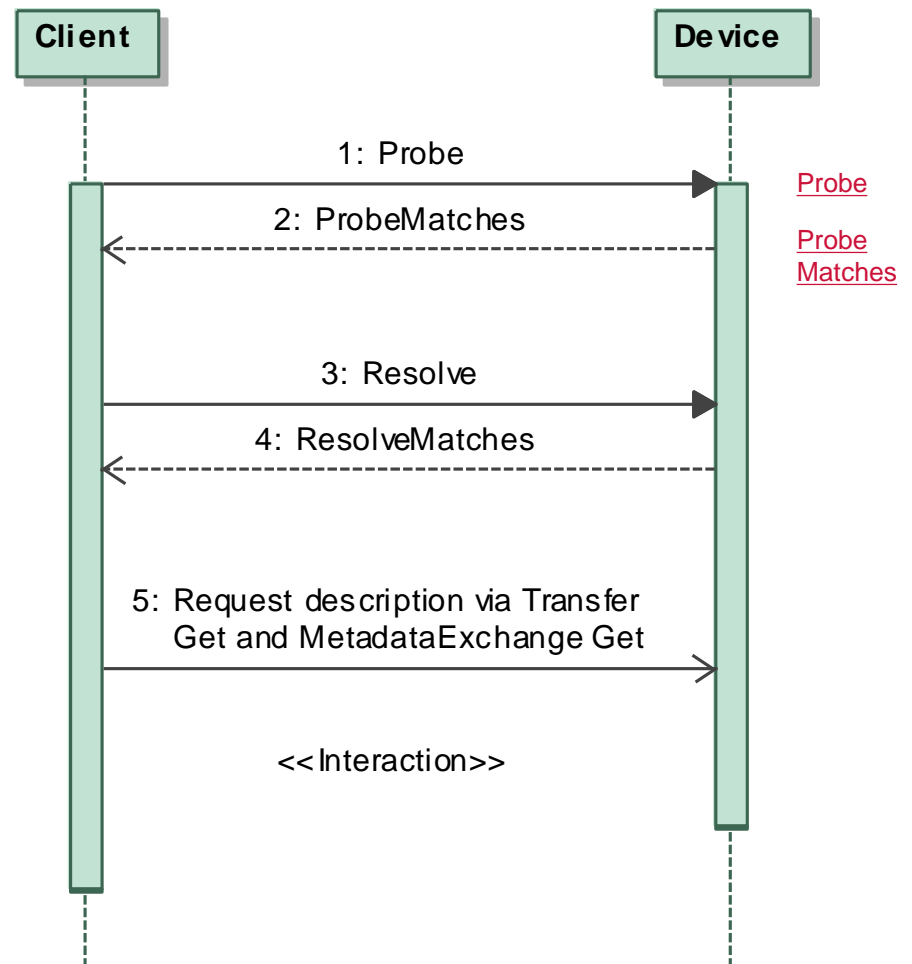 Client
Device
1: Probe
Probe
2: ProbeMatches
Probe
Matches
3: Resolve
4: ResolveMatches
5: Request description via Transfer
Get and MetadataExchange Get
<<Interaction>>